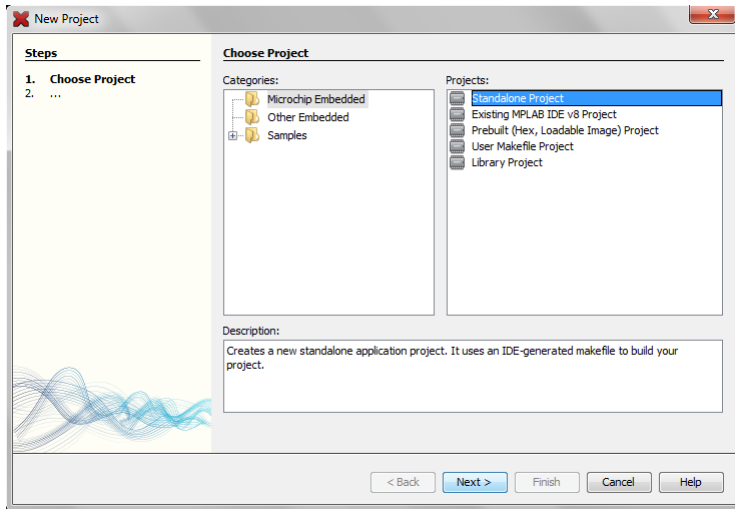 New Project
Steps
1. Choose Project
2. ...
Choose Project
Categories:
Microchip Embedded
Other Embedded
Samples
Projects:
Standalone Project
Existing MPLAB IDE v8 Project
Prebuilt (Hex, Loadable Image) Project
User Makefile Project
Library Project
Description:
Creates a new standalone application project. It uses an IDE-generated makefile to build your
project.
< Back Next > Finish Cancel Help